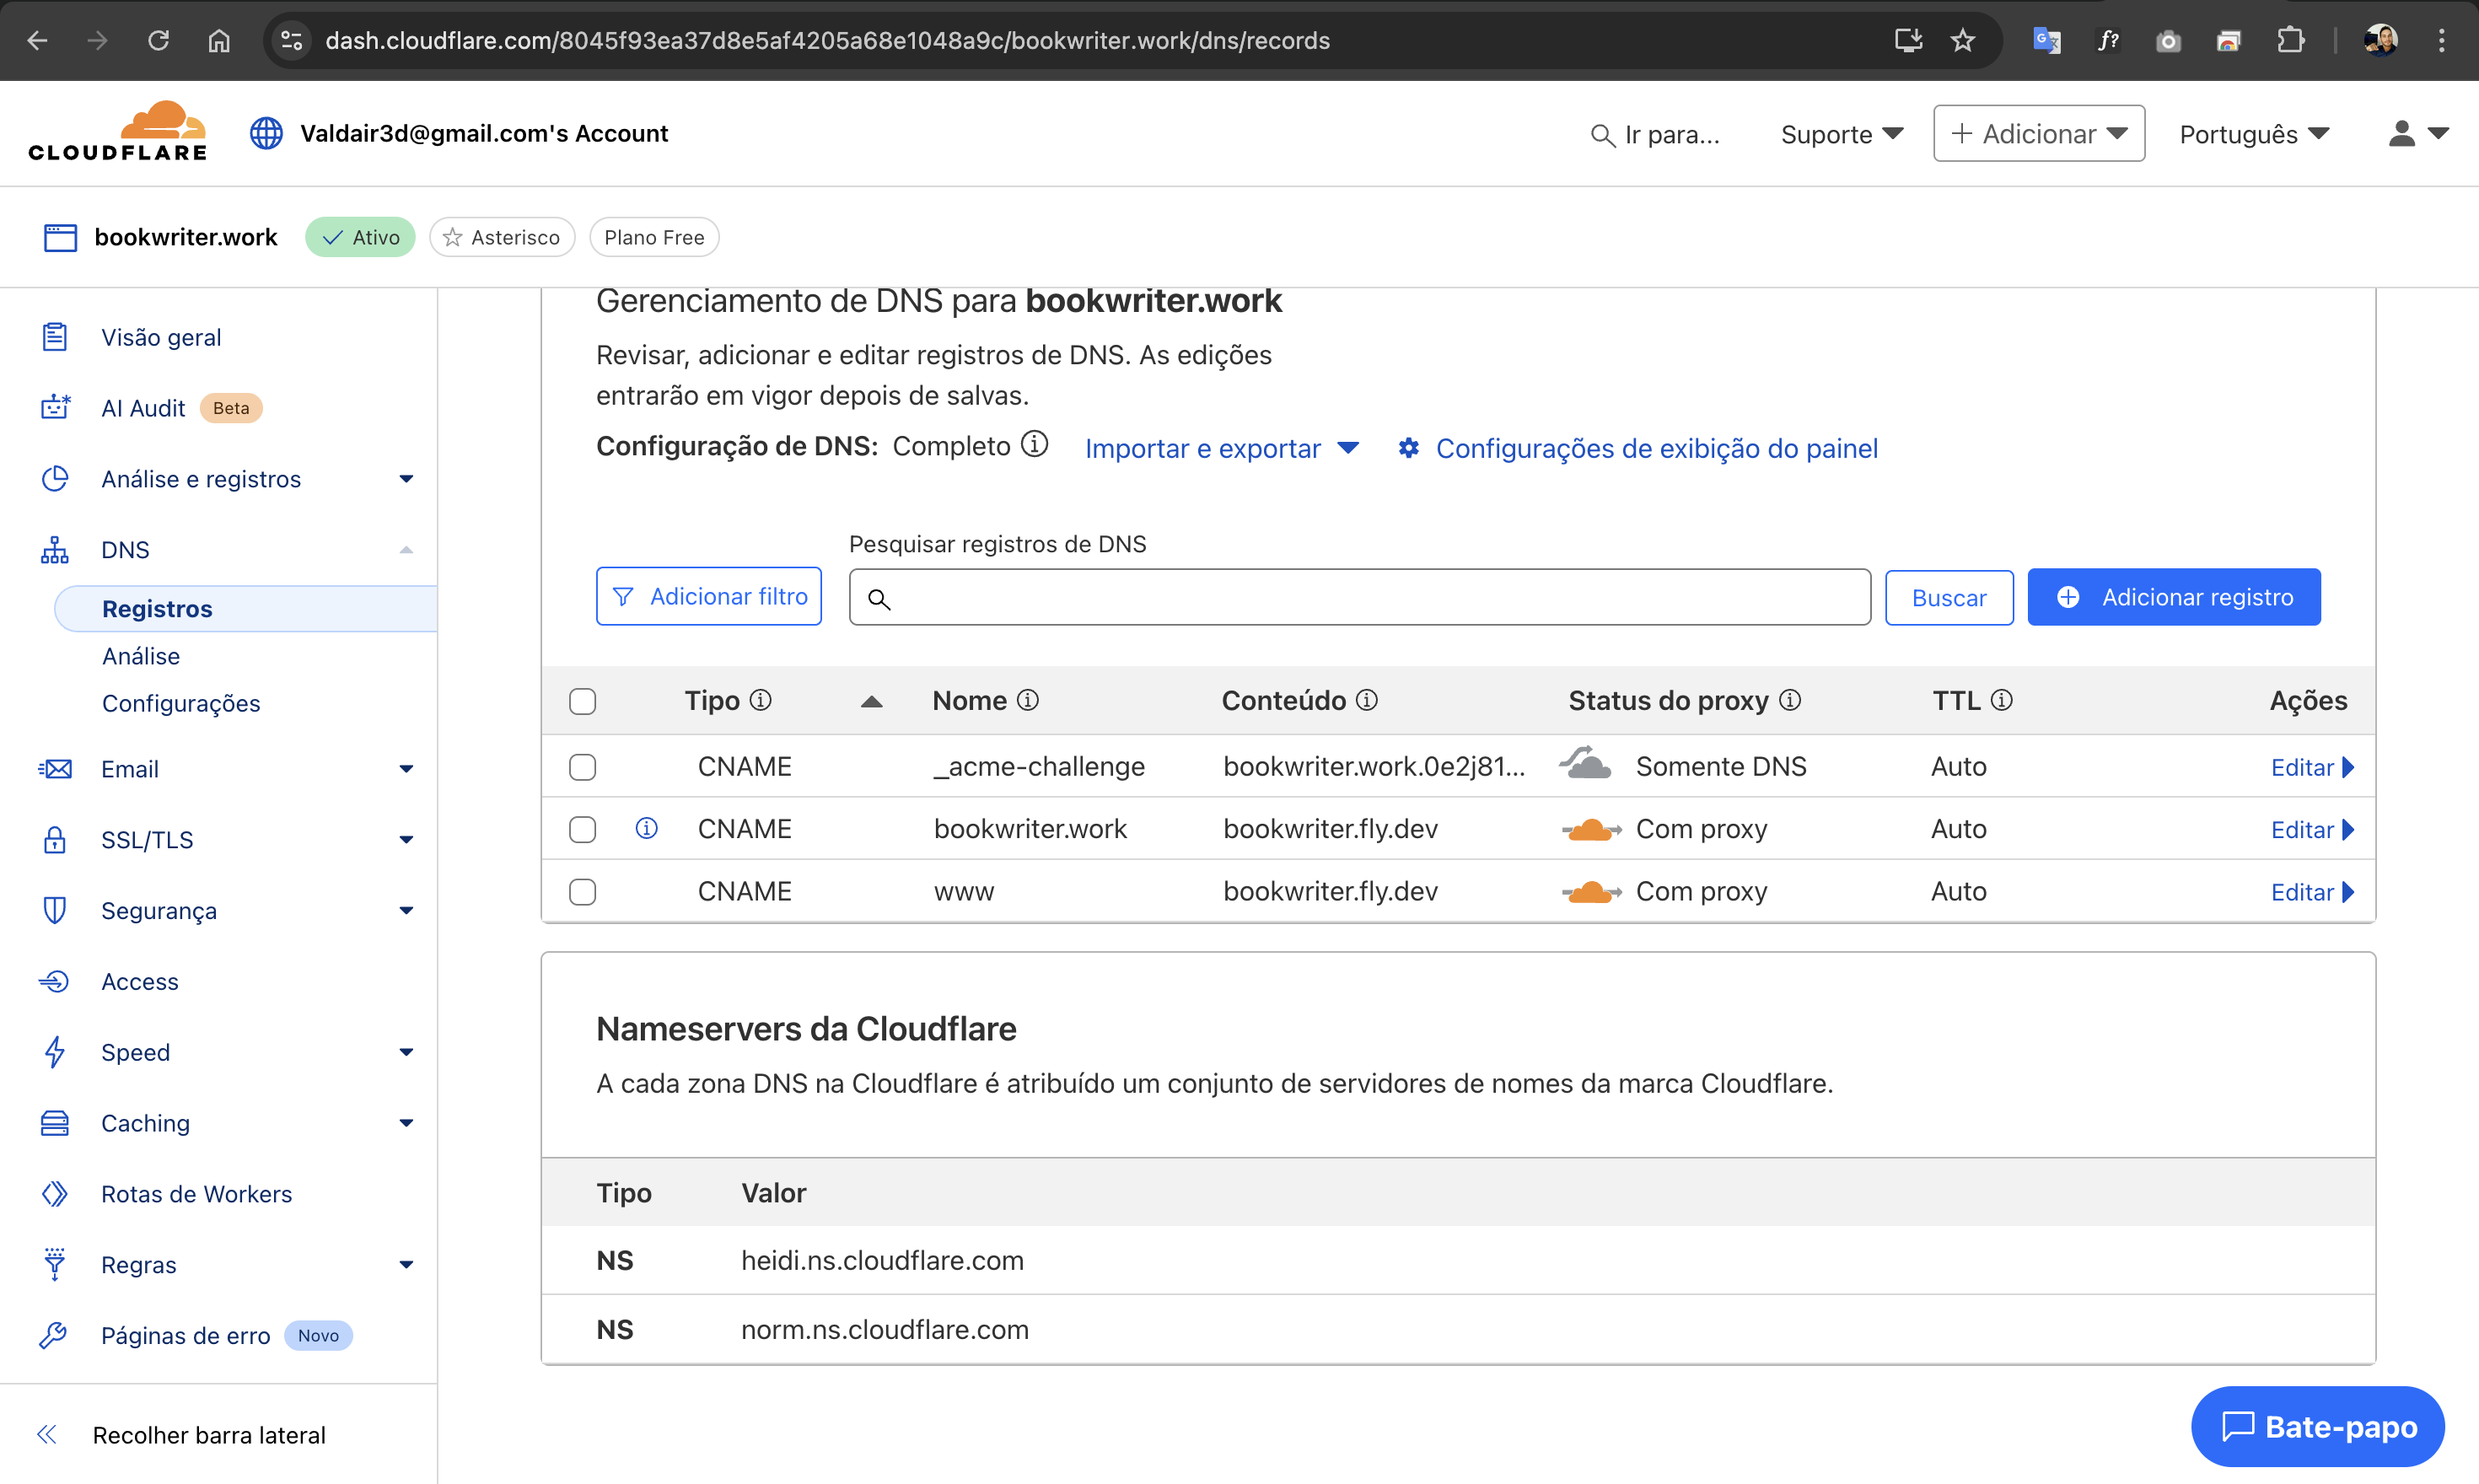 dash.cloudflare.com/8045f93ea37d8e5af4205a68e1048a9c/bookwriter.work/dns/records
CLOUDFLARE
Valdair3d@gmail.com's Account
Ir para...
Suporte
Adicionar
Português
bookwriter.work
Ativo
Asterisco
Plano Free
Visão geral
AI Audit
Beta
Análise e registros
DNS
Registros
Análise
Configurações
Email
SSL/TLS
Segurança
Access
Speed
Caching
Rotas de Workers
Regras
Páginas de erro
Novo
Recolher barra lateral
Gerenciamento de DNS para bookwriter.work
Revisar, adicionar e editar registros de DNS. As edições
entrarão em vigor depois de salvas.
Configuração de DNS: Completo
Importar e exportar
Configurações de exibição do painel
Pesquisar registros de DNS
Adicionar filtro
Buscar
Adicionar registro
Tipo Nome Conteúdo Status do proxy TTL Ações
CNAME _acme-challenge bookwriter.work.0e2j81... Somente DNS Auto Editar
CNAME bookwriter.work bookwriter.fly.dev Com proxy Auto Editar
CNAME www bookwriter.fly.dev Com proxy Auto Editar
Nameservers da Cloudflare
A cada zona DNS na Cloudflare é atribuído um conjunto de servidores de nomes da marca Cloudflare.
Tipo Valor
NS heidi.ns.cloudflare.com
NS norm.ns.cloudflare.com
Bate-papo